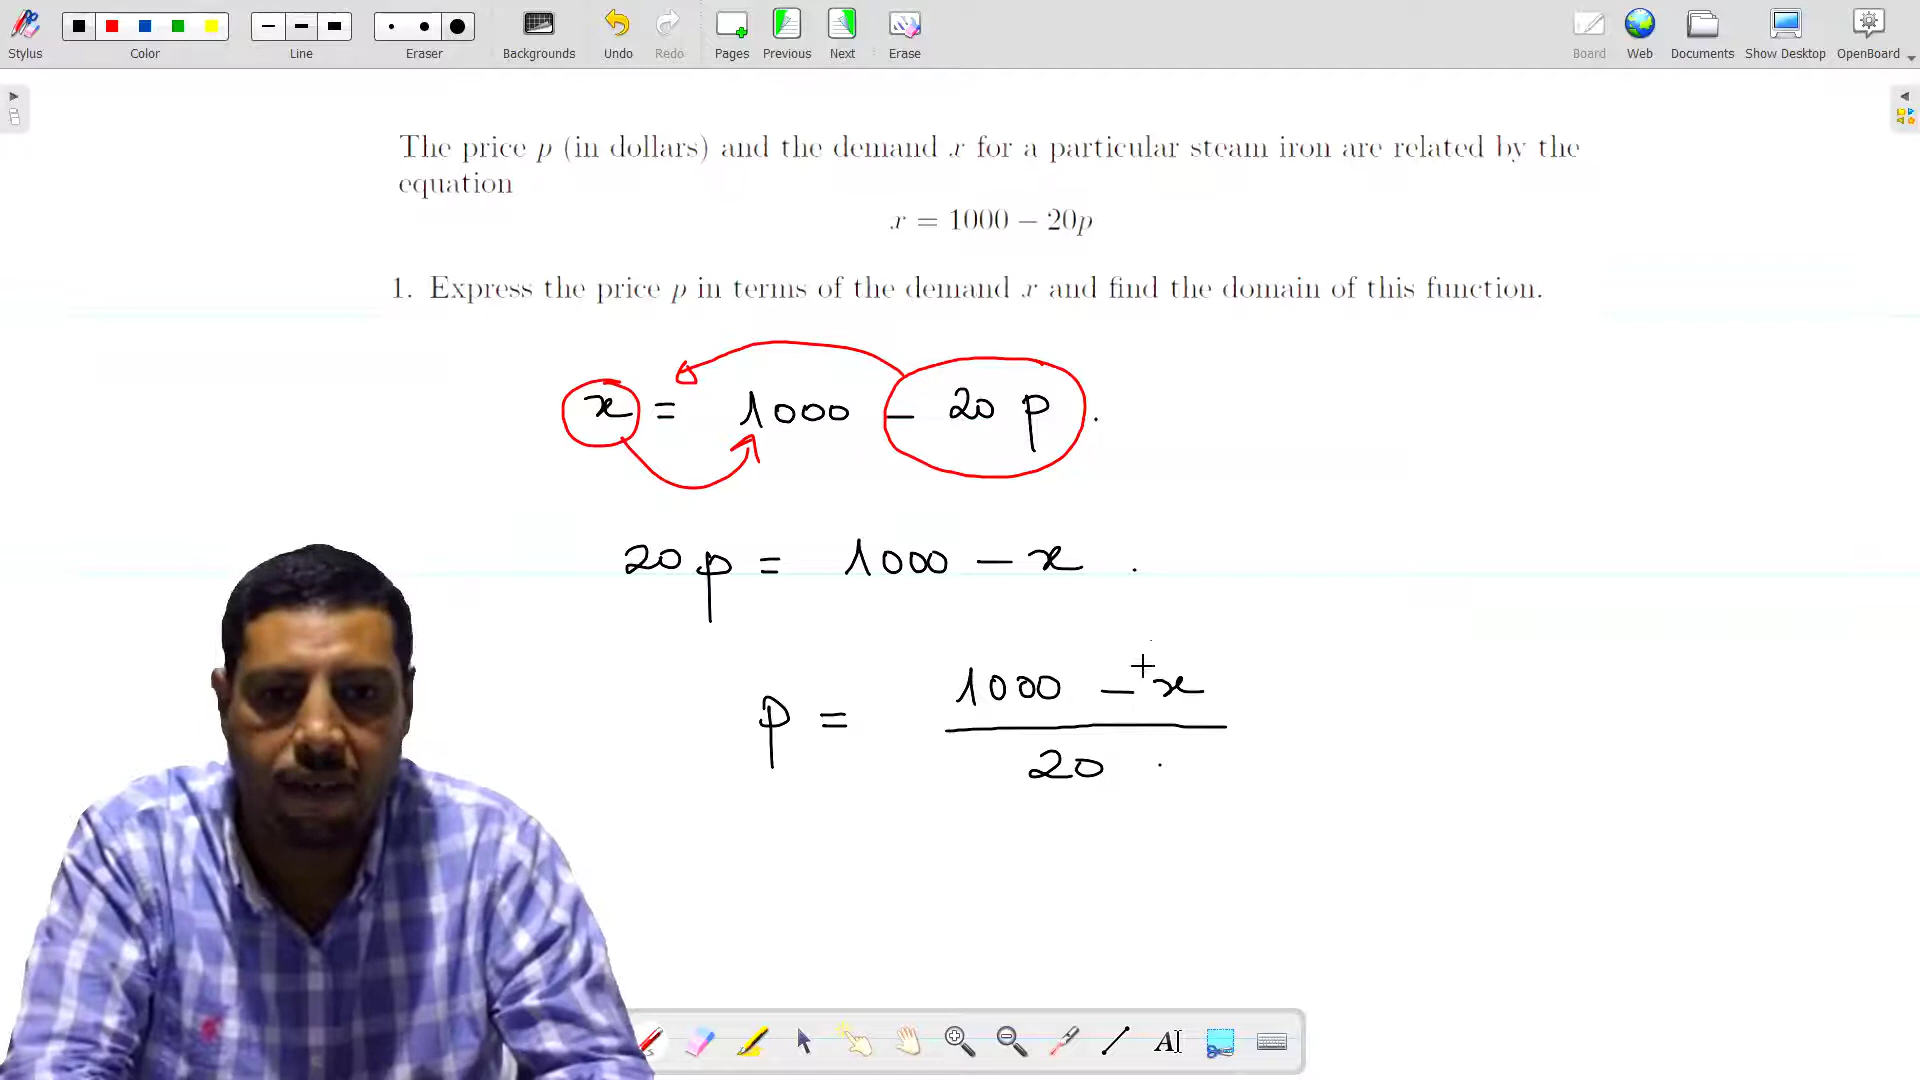 Stylus Color Line Eraser Backgrounds Undo Redo Pages Previous Next Erase Board Web Documents Show Desktop OpenBoard
The price p (in dollars) and the demand x for a particular steam iron are related by the
equation
x = 1000 − 20p
1. Express the price p in terms of the demand x and find the domain of this function.
x = 1000 − 20 p .
20 p = 1000 − x .
p = \frac{1000 − x}{20} .